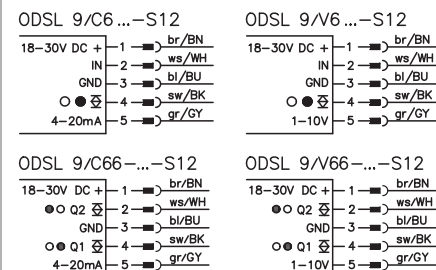 ODSL 9/C6...-S12
18-30V DC + 1 br/BN
IN 2 ws/WH
GND 3 bl/BU
4 sw/BK
4-20mA 5 gr/GY
ODSL 9/V6...-S12
18-30V DC + 1 br/BN
IN 2 ws/WH
GND 3 bl/BU
4 sw/BK
1-10V 5 gr/GY
ODSL 9/C66-...-S12
18-30V DC + 1 br/BN
Q2 2 ws/WH
GND 3 bl/BU
Q1 4 sw/BK
4-20mA 5 gr/GY
ODSL 9/V66-...-S12
18-30V DC + 1 br/BN
Q2 2 ws/WH
GND 3 bl/BU
Q1 4 sw/BK
1-10V 5 gr/GY